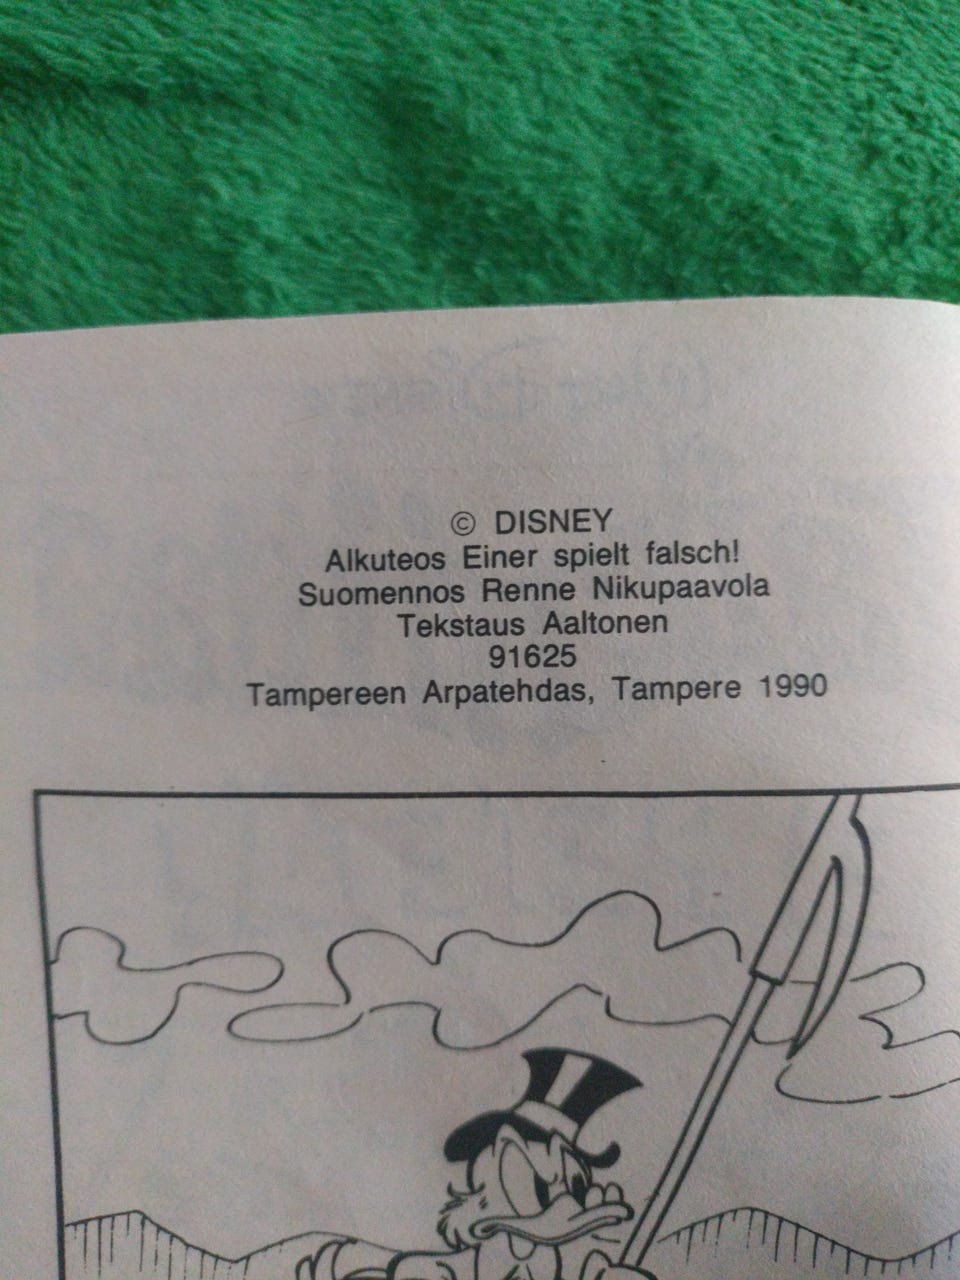 © DISNEY
Alkuteos Einer spielt falsch!
Suomennos Renne Nikupaavola
Tekstaus Aaltonen
91625
Tampereen Arpatehdas, Tampere 1990